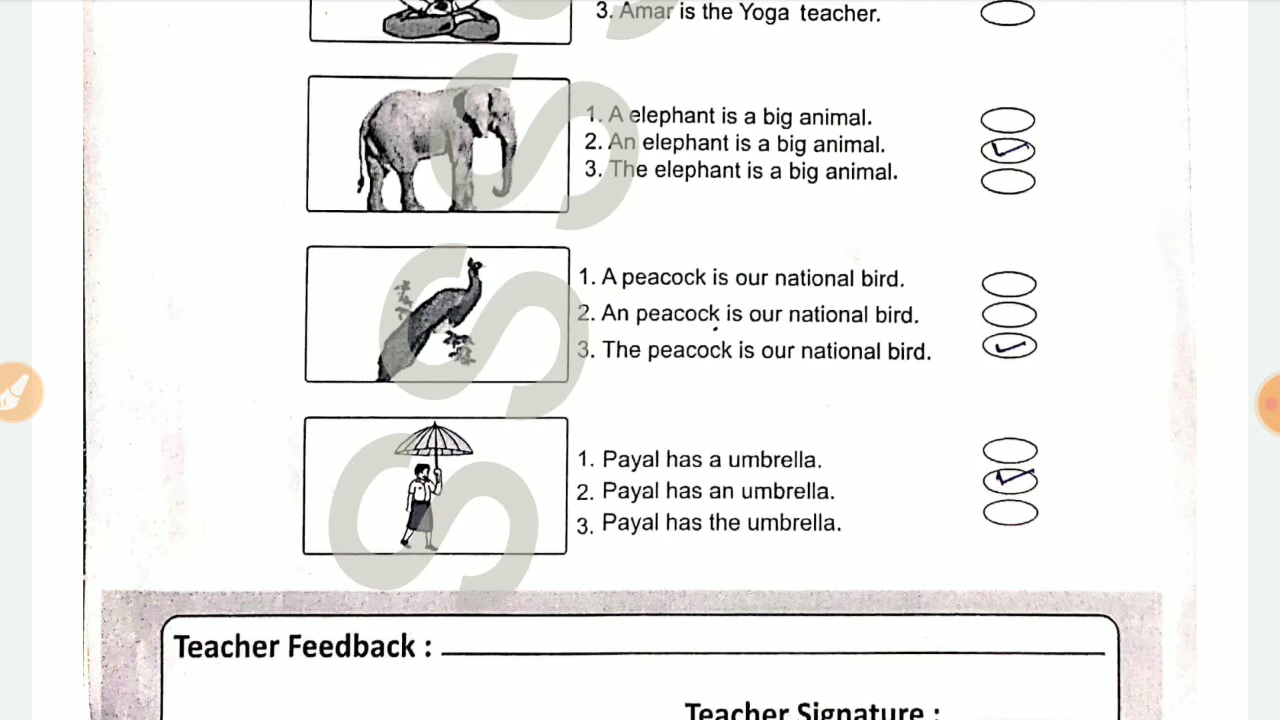 3. Amar is the Yoga teacher.
1. A elephant is a big animal.
2. An elephant is a big animal.
3. The elephant is a big animal.
1. A peacock is our national bird.
2. An peacock is our national bird.
3. The peacock is our national bird.
1. Payal has a umbrella.
2. Payal has an umbrella.
3. Payal has the umbrella.
Teacher Feedback :
Teacher Signature :